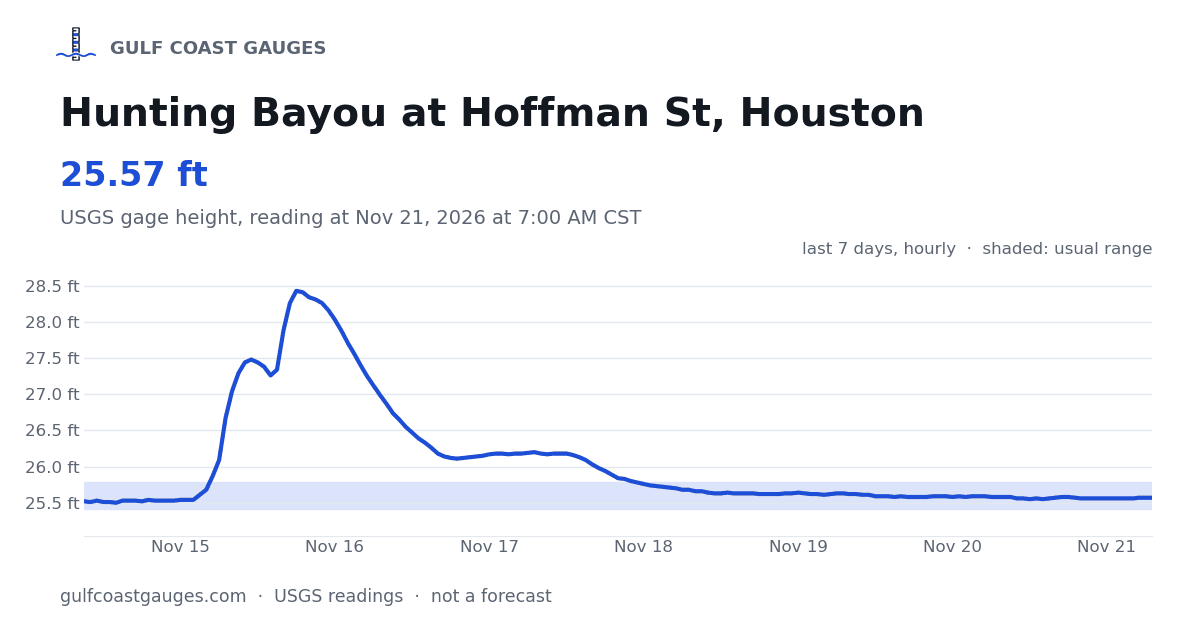 GULF COAST GAUGES
Hunting Bayou at Hoffman St, Houston
25.57 ft
USGS gage height, reading at Nov 21, 2026 at 7:00 AM CST
last 7 days, hourly · shaded: usual range
28.5 ft
28.0 ft
27.5 ft
27.0 ft
26.5 ft
26.0 ft
25.5 ft
Nov 15 Nov 16 Nov 17 Nov 18 Nov 19 Nov 20 Nov 21
gulfcoastgauges.com · USGS readings · not a forecast